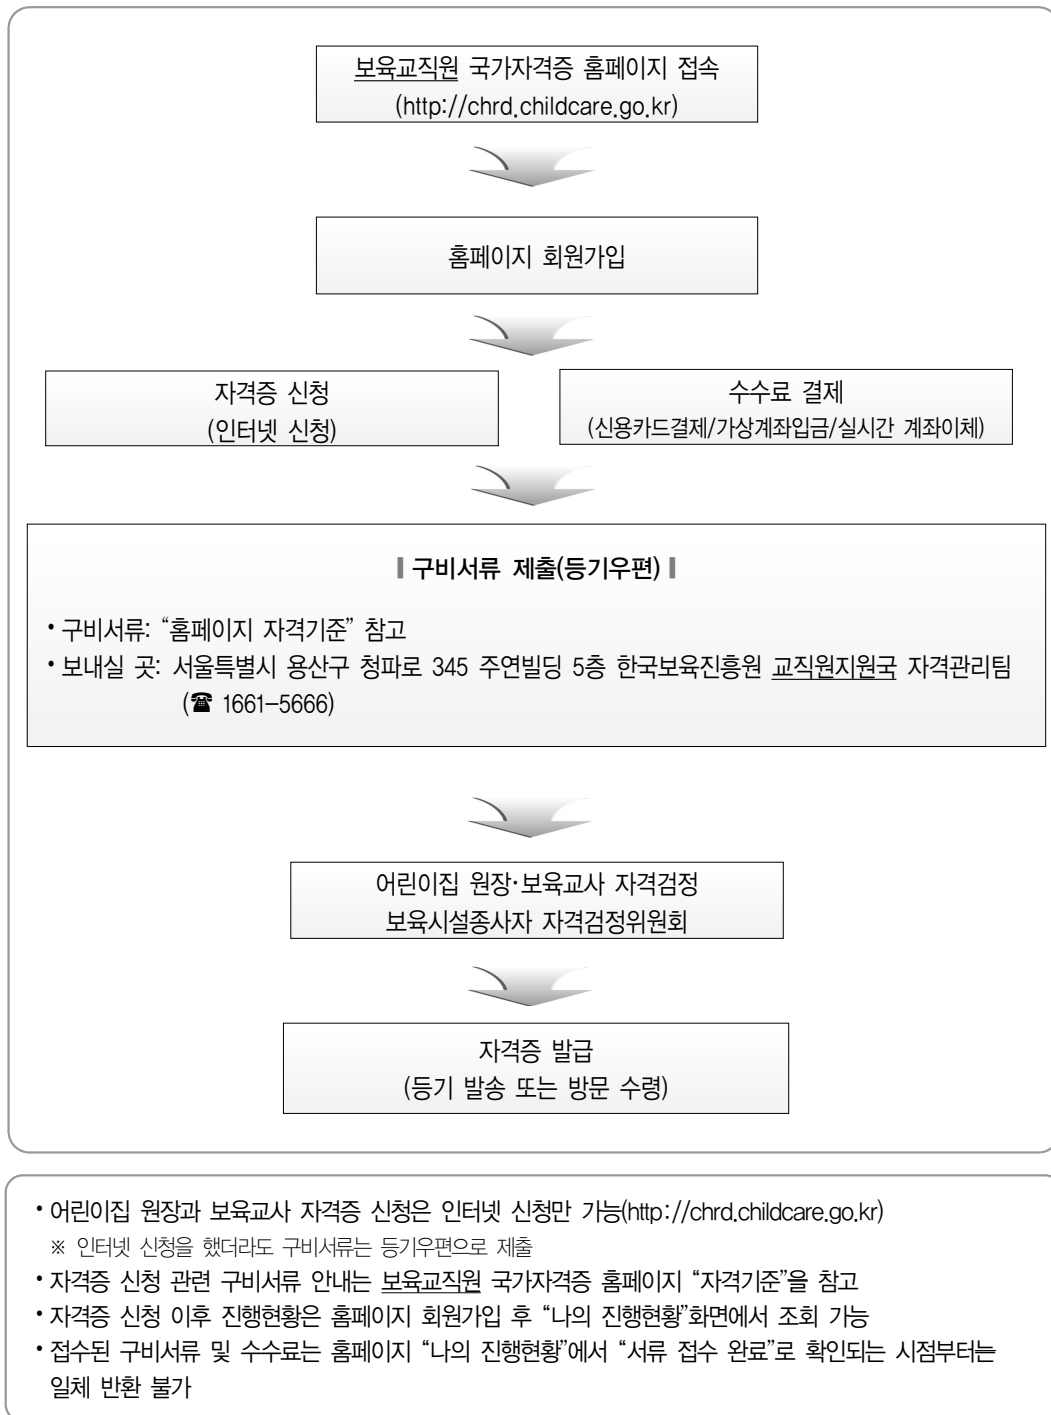 보육교직원 국가자격증 홈페이지 접속
(http://chrd.childcare.go.kr)
홈페이지 회원가입
자격증 신청
(인터넷 신청)
수수료 결제
(신용카드결제/가상계좌입금/실시간 계좌이체)
∥구비서류 제출(등기우편)∥
• 구비서류: “홈페이지 자격기준” 참고
• 보내실 곳: 서울특별시 용산구 청파로 345 주연빌딩 5층 한국보육진흥원 교직원지원국 자격관리팀
(☎ 1661-5666)
어린이집 원장·보육교사 자격검정
보육시설종사자 자격검정위원회
자격증 발급
(등기 발송 또는 방문 수령)
• 어린이집 원장과 보육교사 자격증 신청은 인터넷 신청만 가능(http://chrd.childcare.go.kr)
※ 인터넷 신청을 했더라도 구비서류는 등기우편으로 제출
• 자격증 신청 관련 구비서류 안내는 보육교직원 국가자격증 홈페이지 “자격기준”을 참고
• 자격증 신청 이후 진행현황은 홈페이지 회원가입 후 “나의 진행현황”화면에서 조회 가능
• 접수된 구비서류 및 수수료는 홈페이지 “나의 진행현황”에서 “서류 접수 완료”로 확인되는 시점부터는
일체 반환 불가